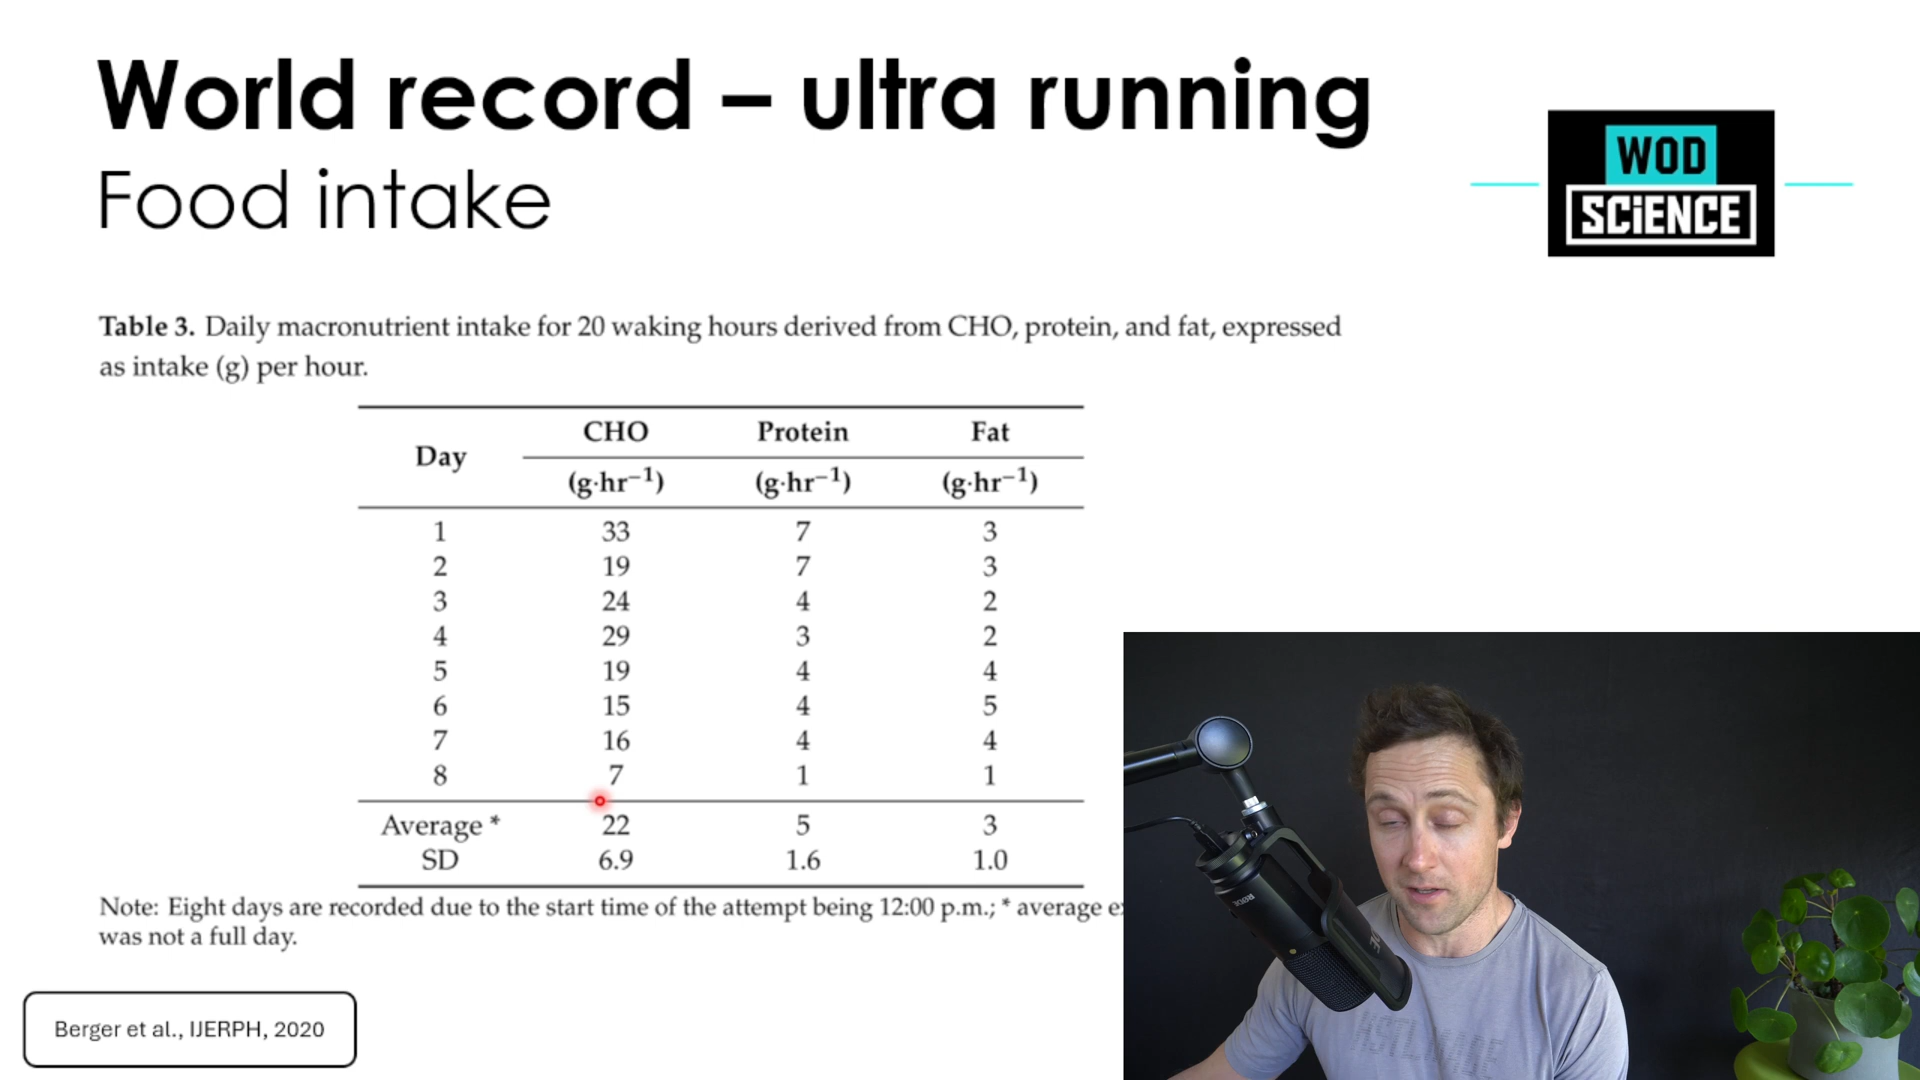 World record – ultra running
Food intake
WOD
SCiENCE
Table 3. Daily macronutrient intake for 20 waking hours derived from CHO, protein, and fat, expressed
as intake (g) per hour.
Day CHO Protein Fat
(g·hr⁻¹) (g·hr⁻¹) (g·hr⁻¹)
1 33 7 3
2 19 7 3
3 24 4 2
4 29 3 2
5 19 4 4
6 15 4 5
7 16 4 4
8 7 1 1
Average * 22 5 3
SD 6.9 1.6 1.0
Note: Eight days are recorded due to the start time of the attempt being 12:00 p.m.; * average
was not a full day.
Berger et al., IJERPH, 2020
RØDE